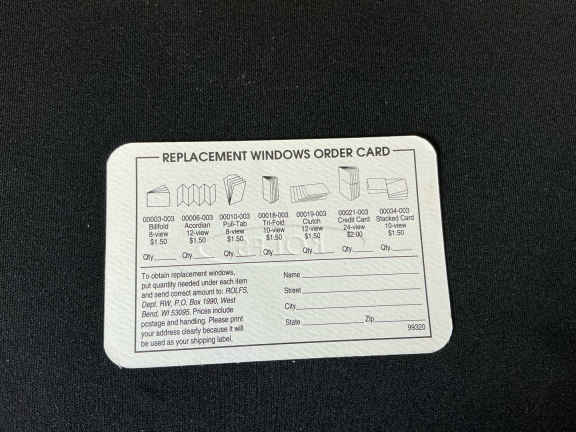 REPLACEMENT WINDOWS ORDER CARD
00003-003 00006-003 00010-003 00018-003 00019-003 00021-003 00034-003
Billfold Acordian Pull-Tab Tri-Fold Clutch Credit Card Stacked Card
8-view 12-view 8-view 10-view 12-view 24-view 10-view
$1.50 $1.50 $1.50 $1.50 $1.50 $2.00 $1.50
Qty. Qty. Qty. Qty. Qty. Qty. Qty.
To obtain replacement windows,
put quantity needed under each item
and send correct amount to: ROLFS,
Dept. RW, P.O. Box 1990, West
Bend, WI 53095. Prices include
postage and handling. Please print
your address clearly because it will
be used as your shipping label.
Name
Street
City
State Zip
99320